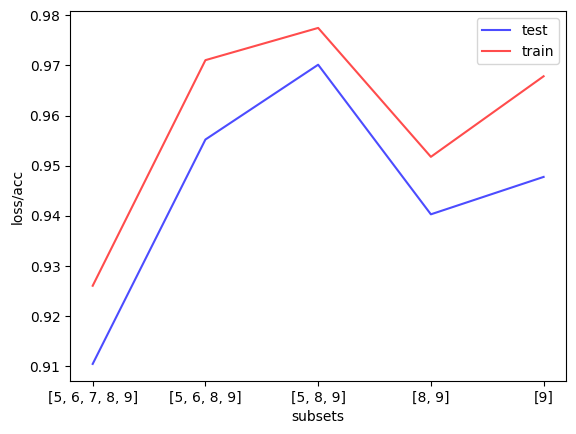 0.98
0.97
0.96
0.95
0.94
0.93
0.92
0.91
loss/acc
test
train
[5, 6, 7, 8, 9] [5, 6, 8, 9] [5, 8, 9] [8, 9] [9]
subsets